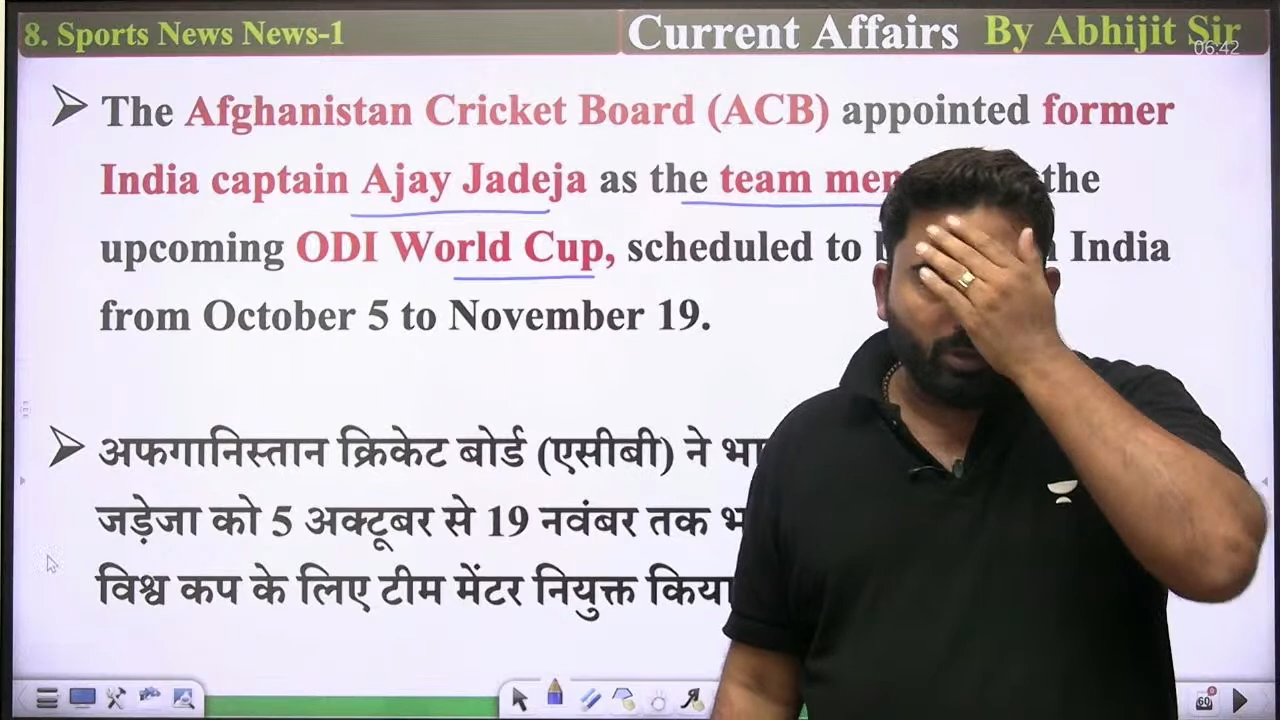 8. Sports News News-1
Current Affairs By Abhijit Sir
06:42
The Afghanistan Cricket Board (ACB) appointed former
India captain Ajay Jadeja as the team the
upcoming ODI World Cup, scheduled to India
from October 5 to November 19.
अफगानिस्तान क्रिकेट बोर्ड (एसीबी) ने
जड़ेजा को 5 अक्टूबर से 19 नवंबर तक
विश्व कप के लिए टीम मेंटर नियुक्त किया
60